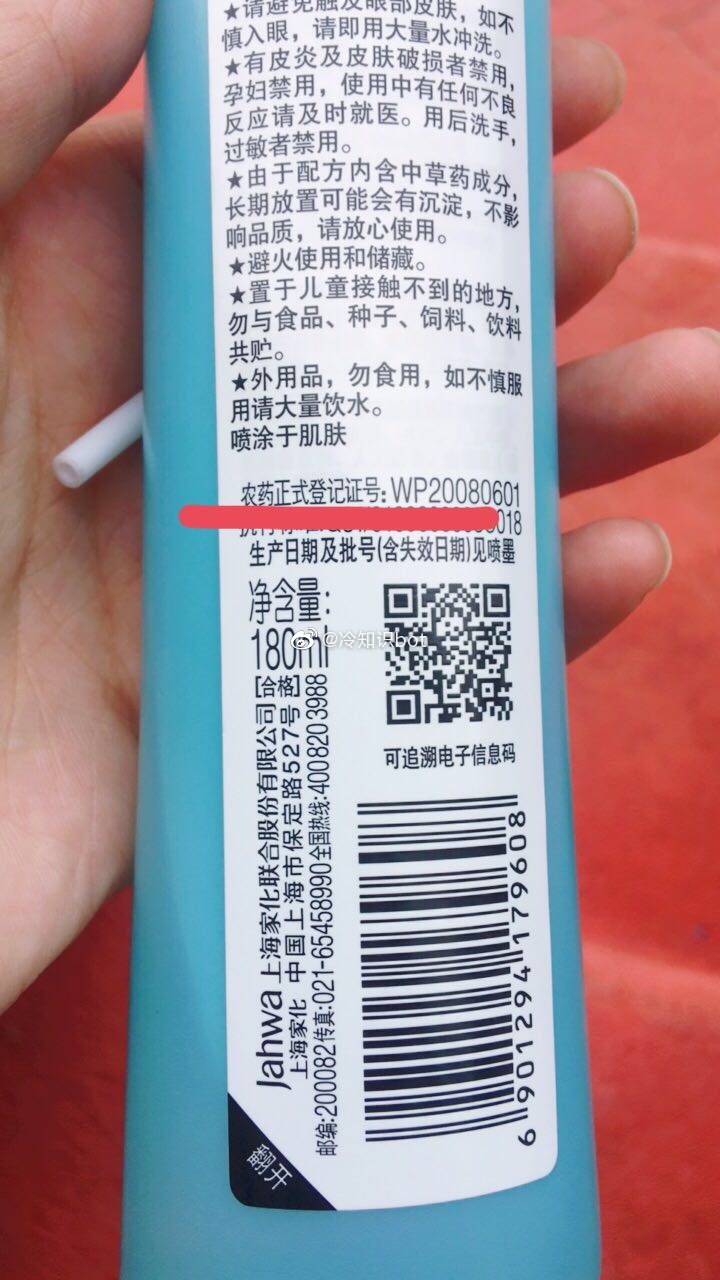 ★请避免触及眼部皮肤，如不
慎入眼，请即用大量水冲洗。
★有皮炎及皮肤破损者禁用，
孕妇禁用，使用中有任何不良
反应请及时就医。用后洗手，
过敏者禁用。
★由于配方内含中草药成分，
长期放置可能会有沉淀，不影
响品质，请放心使用。
★避火使用和储藏。
★置于儿童接触不到的地方，
勿与食品、种子、饲料、饮料
共贮。
★外用品，勿食用，如不慎服
用请大量饮水。
喷涂于肌肤
农药正式登记证号：WP20080601
018
生产日期及批号(含失效日期)见喷墨
净含量：
180ml
@冷知识bot
可追溯电子信息码
Jahwa 上海家化联合股份有限公司 [合格]
上海家化 中国上海市保定路527号
邮编:200082 传真:021-65458990 全国热线:4008203988
6 901294 179608
翻开